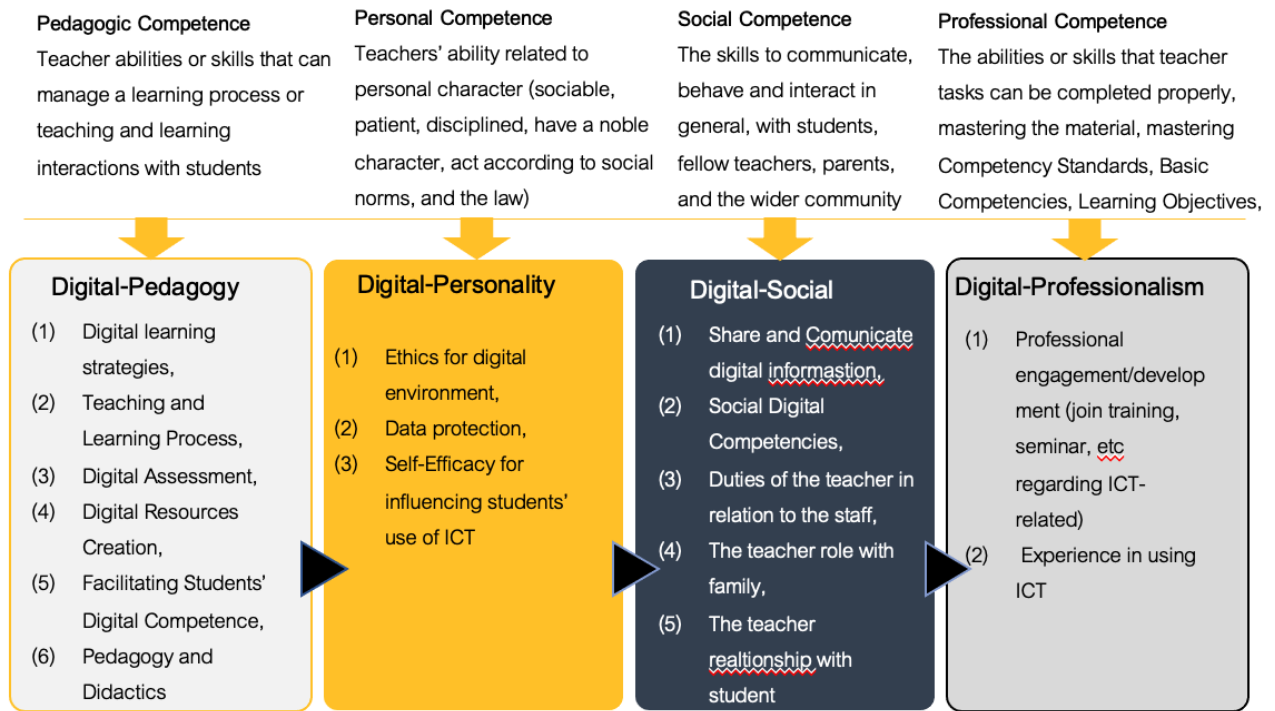 Pedagogic Competence
Teacher abilities or skills that can
manage a learning process or
teaching and learning
interactions with students
Personal Competence
Teachers' ability related to
personal character (sociable,
patient, disciplined, have a noble
character, act according to social
norms, and the law)
Social Competence
The skills to communicate,
behave and interact in
general, with students,
fellow teachers, parents,
and the wider community
Professional Competence
The abilities or skills that teacher
tasks can be completed properly,
mastering the material, mastering
Competency Standards, Basic
Competencies, Learning Objectives,
Digital-Pedagogy
(1) Digital learning
strategies,
(2) Teaching and
Learning Process,
(3) Digital Assessment,
(4) Digital Resources
Creation,
(5) Facilitating Students'
Digital Competence,
(6) Pedagogy and
Didactics
Digital-Personality
(1) Ethics for digital
environment,
(2) Data protection,
(3) Self-Efficacy for
influencing students'
use of ICT
Digital-Social
(1) Share and Comunicate
digital informastion,
(2) Social Digital
Competencies,
(3) Duties of the teacher in
relation to the staff,
(4) The teacher role with
family,
(5) The teacher
realtionship with
student
Digital-Professionalism
(1) Professional
engagement/develop
ment (join training,
seminar, etc
regarding ICT-
related)
(2) Experience in using
ICT